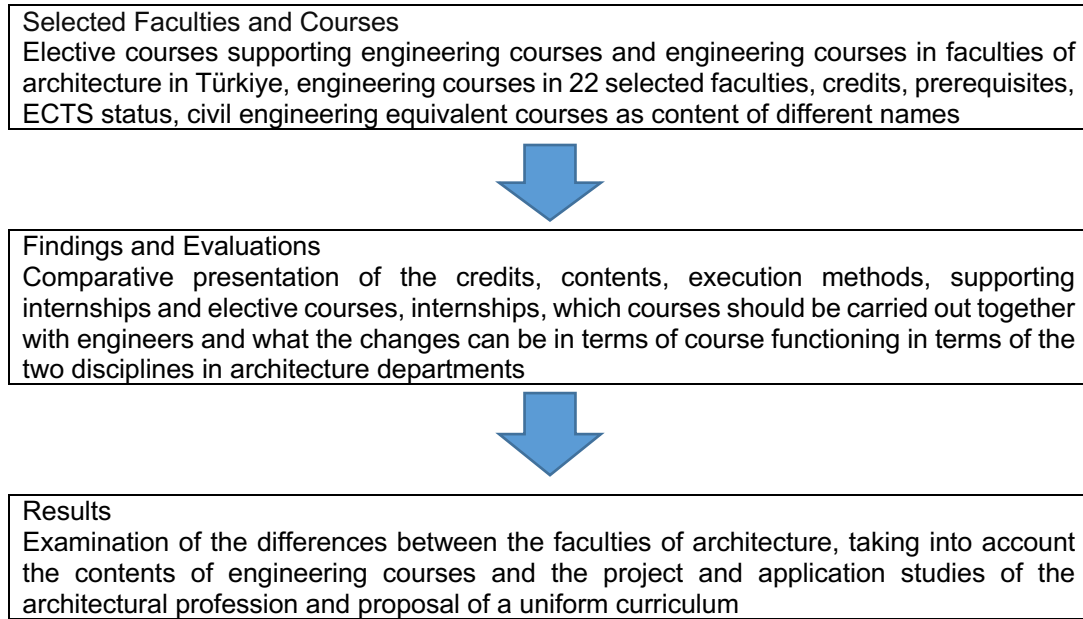 Selected Faculties and Courses
Elective courses supporting engineering courses and engineering courses in faculties of
architecture in Türkiye, engineering courses in 22 selected faculties, credits, prerequisites,
ECTS status, civil engineering equivalent courses as content of different names
Findings and Evaluations
Comparative presentation of the credits, contents, execution methods, supporting
internships and elective courses, internships, which courses should be carried out together
with engineers and what the changes can be in terms of course functioning in terms of the
two disciplines in architecture departments
Results
Examination of the differences between the faculties of architecture, taking into account
the contents of engineering courses and the project and application studies of the
architectural profession and proposal of a uniform curriculum